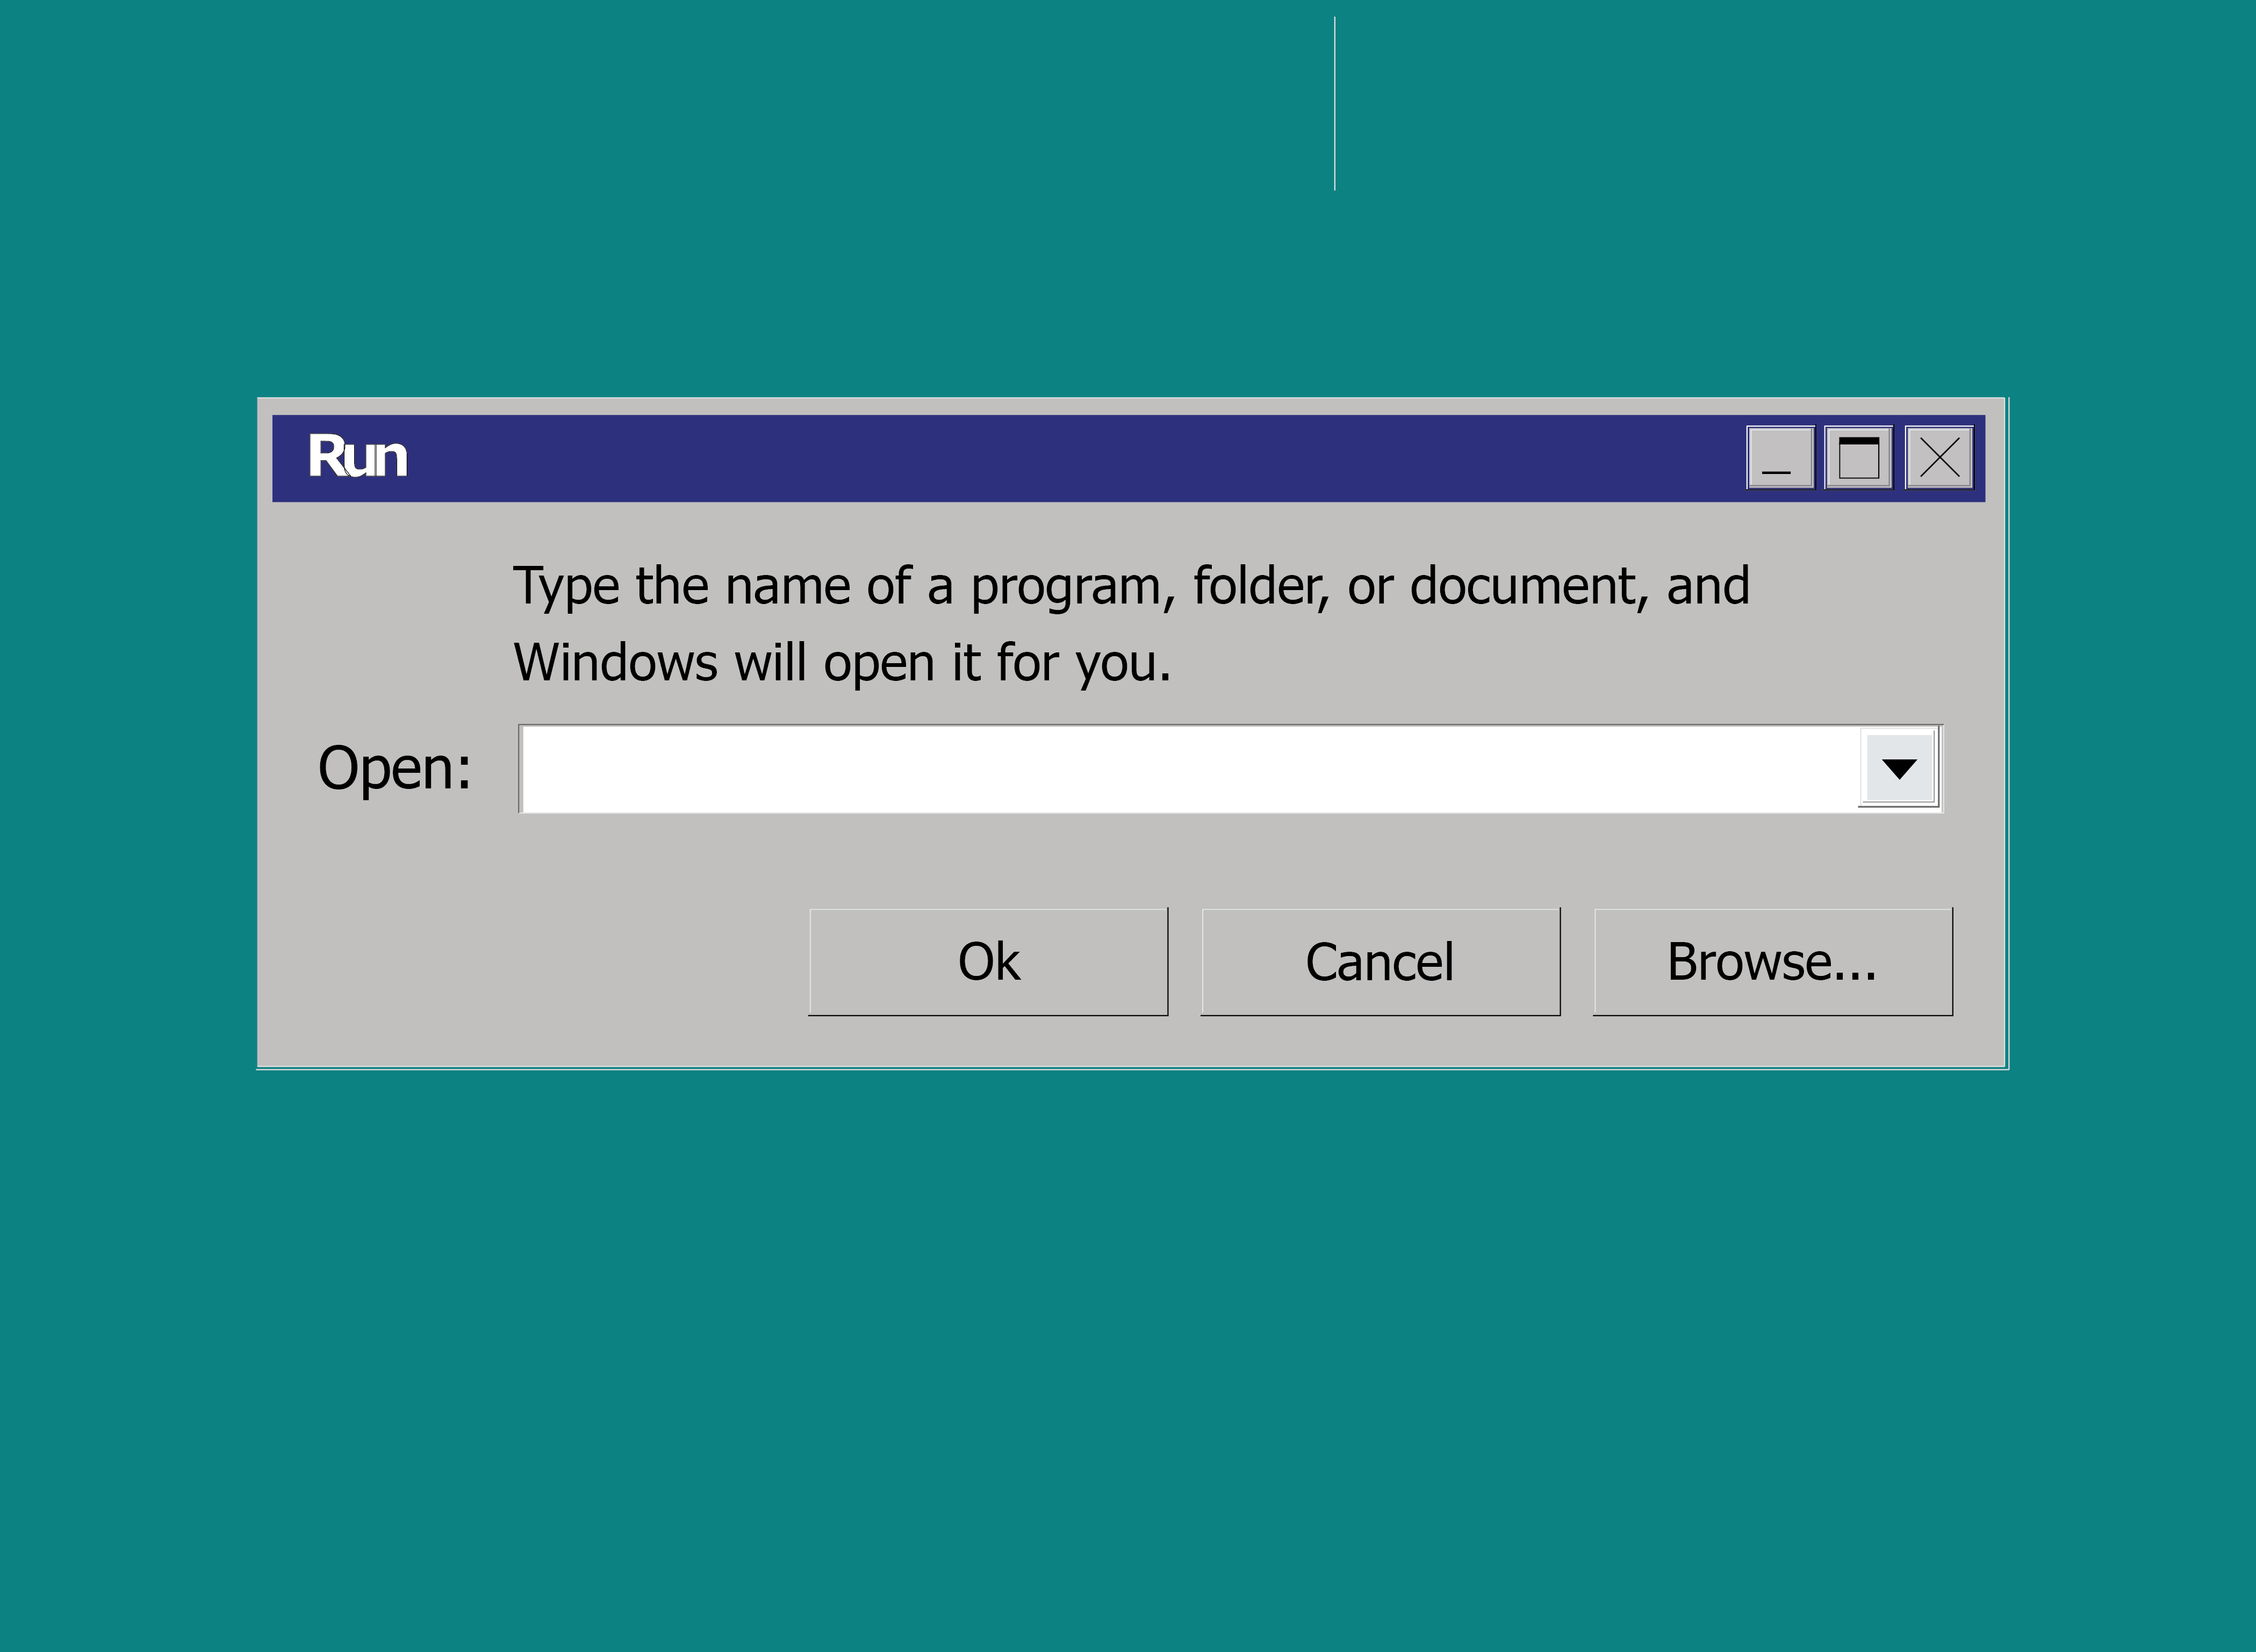 Run
Type the name of a program, folder, or document, and
Windows will open it for you.
Open:
Ok
Cancel
Browse...